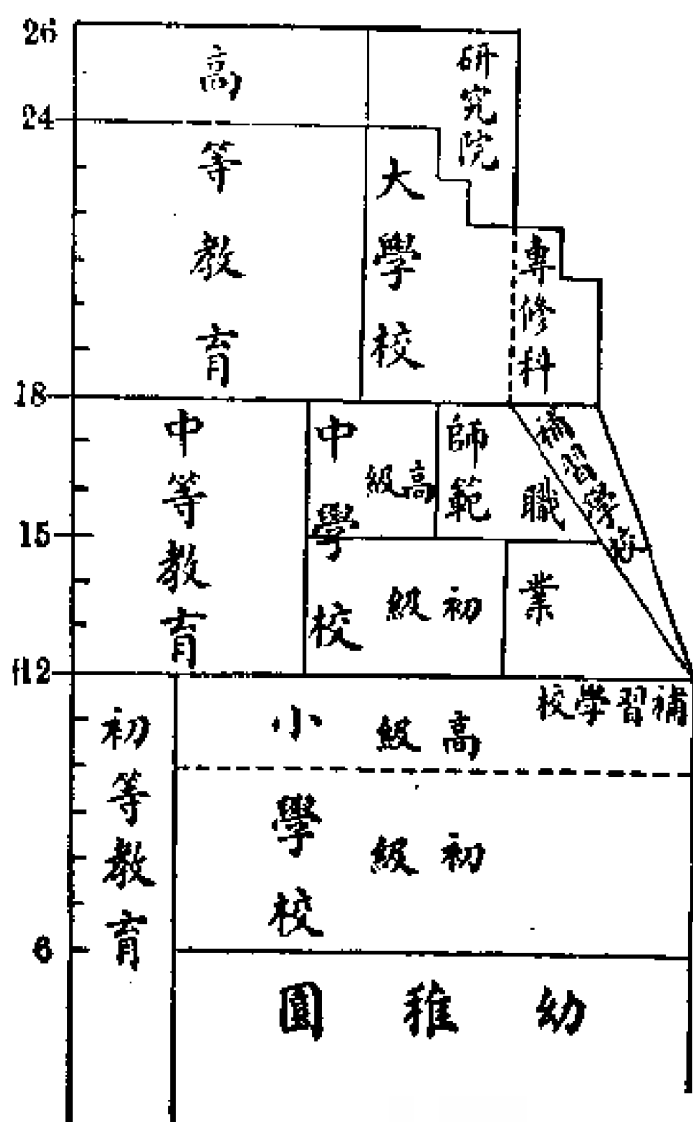 26
24
18
15
12
6
高等教育
研究院
大學校
專修科
中等教育
中學校
高級
師範
職業
補習學校
初級
初等教育
小學校
高級
補習學校
初級
幼稚園